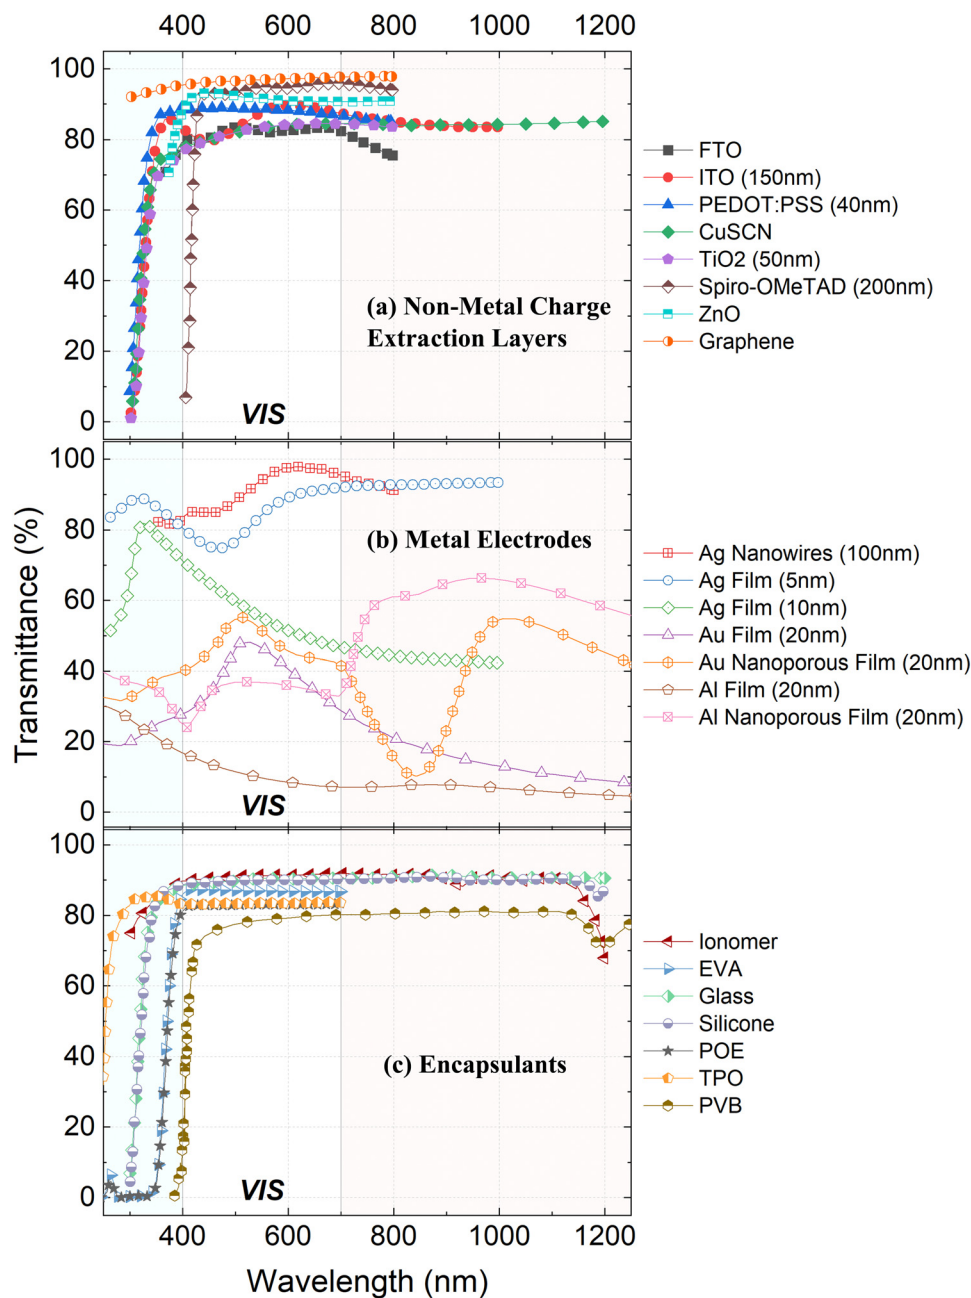 400 600 800 1000 1200
100
80
60
40
20
0
(a) Non-Metal Charge
Extraction Layers
VIS
FTO
ITO (150nm)
PEDOT:PSS (40nm)
CuSCN
TiO2 (50nm)
Spiro-OMeTAD (200nm)
ZnO
Graphene
Transmittance (%)
100
80
60
40
20
0
(b) Metal Electrodes
VIS
Ag Nanowires (100nm)
Ag Film (5nm)
Ag Film (10nm)
Au Film (20nm)
Au Nanoporous Film (20nm)
Al Film (20nm)
Al Nanoporous Film (20nm)
100
80
60
40
20
0
(c) Encapsulants
VIS
Ionomer
EVA
Glass
Silicone
POE
TPO
PVB
400 600 800 1000 1200
Wavelength (nm)